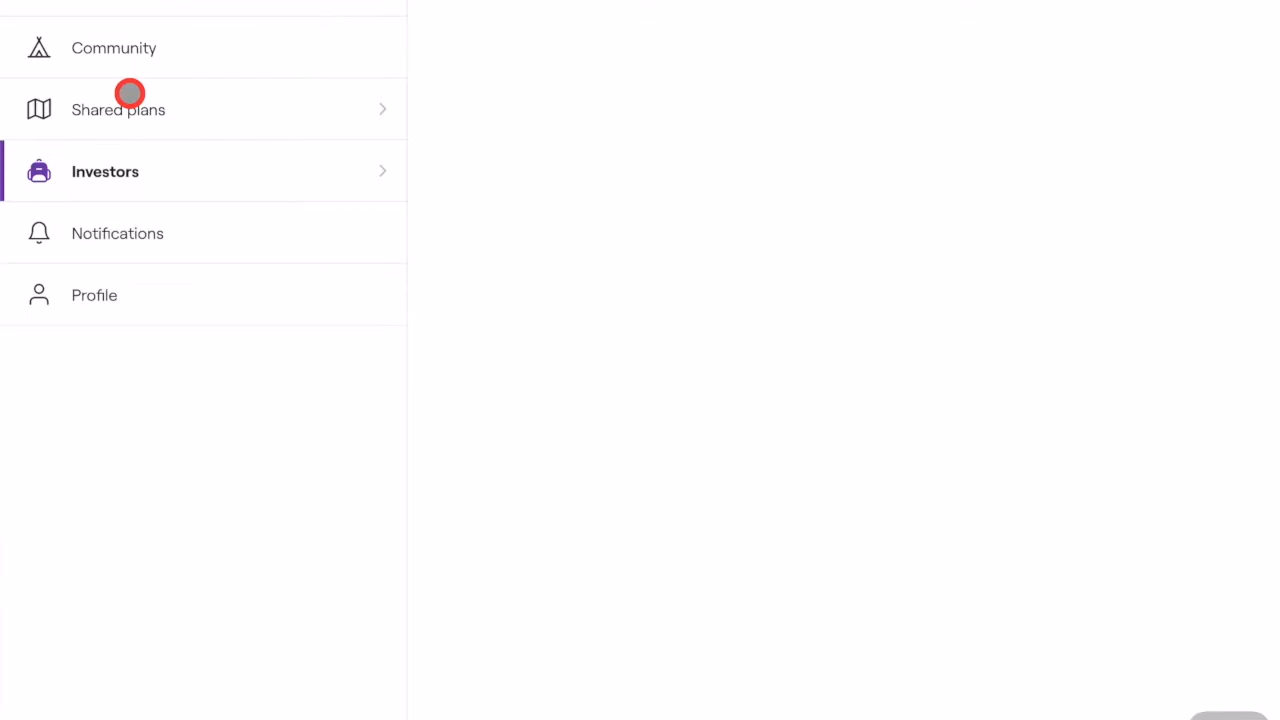 Community
Shared plans
Investors
Notifications
Profile